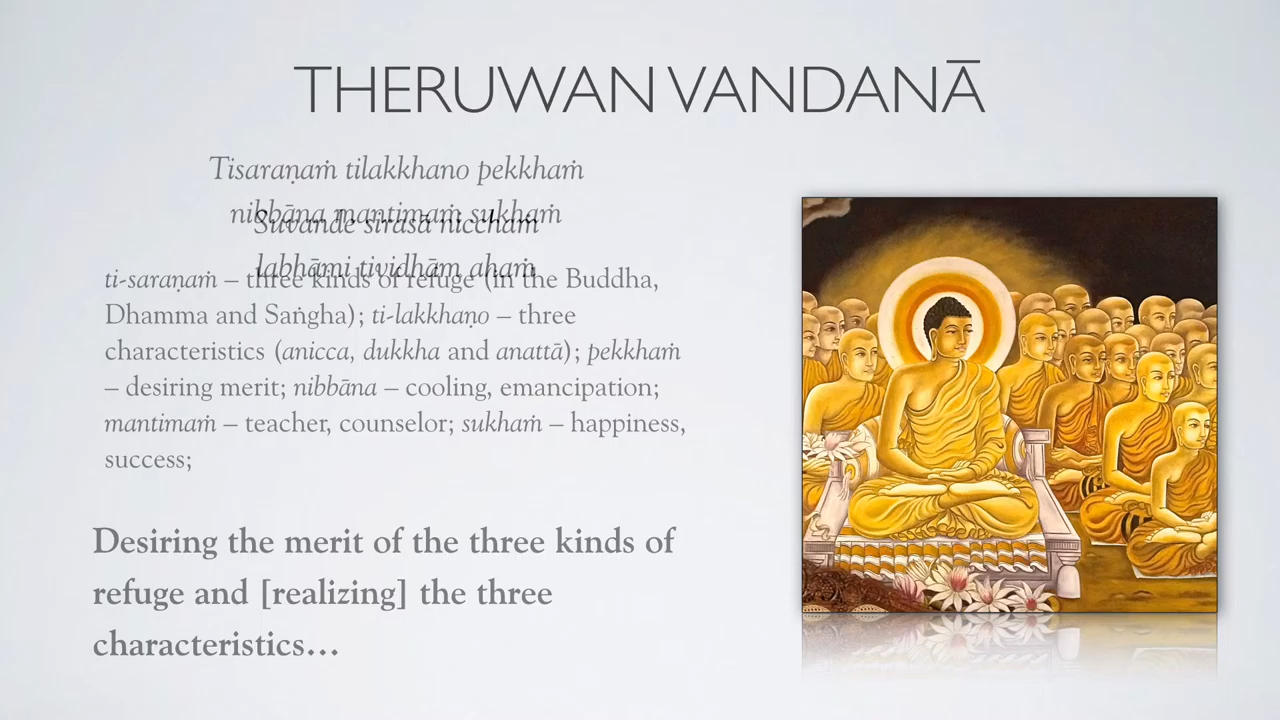 THERUWAN VANDANĀ
Tisaraṇaṁ tilakkhano pekkhaṁ
nibbāna mantimaṁ sukhaṁ
Suvande sirasā niccham
labhāmi tividhām ahaṁ
ti-saraṇaṁ – three kinds of refuge (in the Buddha,
Dhamma and Saṅgha); ti-lakkhaṇo – three
characteristics (anicca, dukkha and anattā); pekkhaṁ
– desiring merit; nibbāna – cooling, emancipation;
mantimaṁ – teacher, counselor; sukhaṁ – happiness,
success;
Desiring the merit of the three kinds of
refuge and [realizing] the three
characteristics…